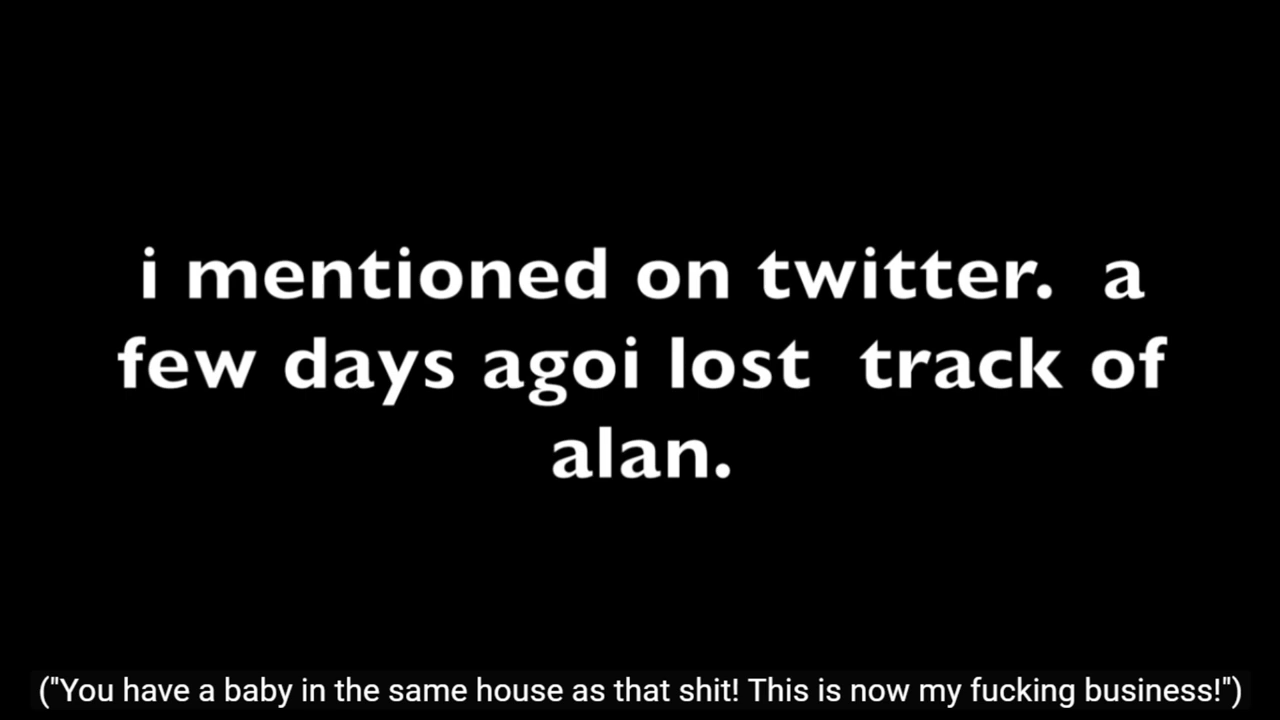 i mentioned on twitter.  a
few days agoi lost  track of
alan.
("You have a baby in the same house as that shit! This is now my fucking business!")